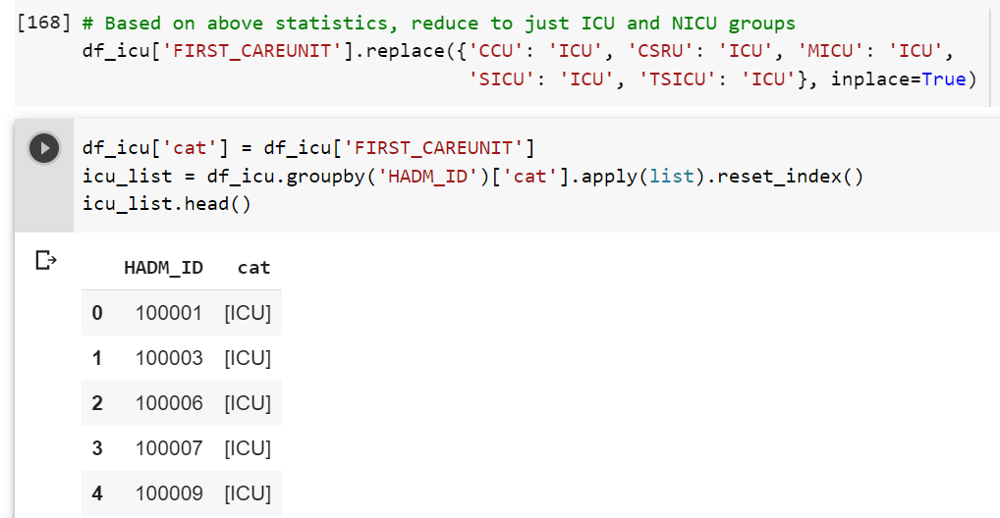 [168] # Based on above statistics, reduce to just ICU and NICU groups
df_icu['FIRST_CAREUNIT'].replace({'CCU': 'ICU', 'CSRU': 'ICU', 'MICU': 'ICU',
'SICU': 'ICU', 'TSICU': 'ICU'}, inplace=True)
df_icu['cat'] = df_icu['FIRST_CAREUNIT']
icu_list = df_icu.groupby('HADM_ID')['cat'].apply(list).reset_index()
icu_list.head()
HADM_ID cat
0 100001 [ICU]
1 100003 [ICU]
2 100006 [ICU]
3 100007 [ICU]
4 100009 [ICU]